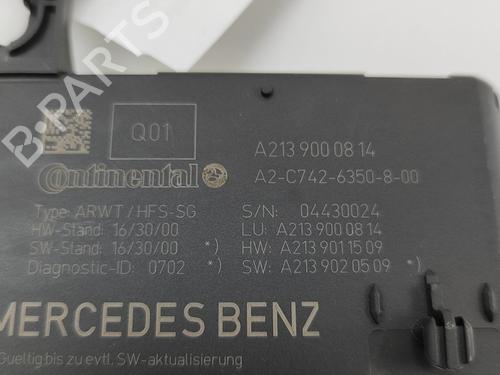 B-PARTS
Q01
A213 900 08 14
Continental
A2-C742-6350-8-00
Type: ARWT/HFS-SG S/N: 04430024
HW-Stand: 16/30/00 LU: A213 900 08 14
SW-Stand: 16/30/00 *) HW: A213 901 15 09
Diagnostic-ID: 0702 *) SW: A213 902 05 09 *)
MERCEDES BENZ
Gueltig bis zu evtl. SW-aktualisierung